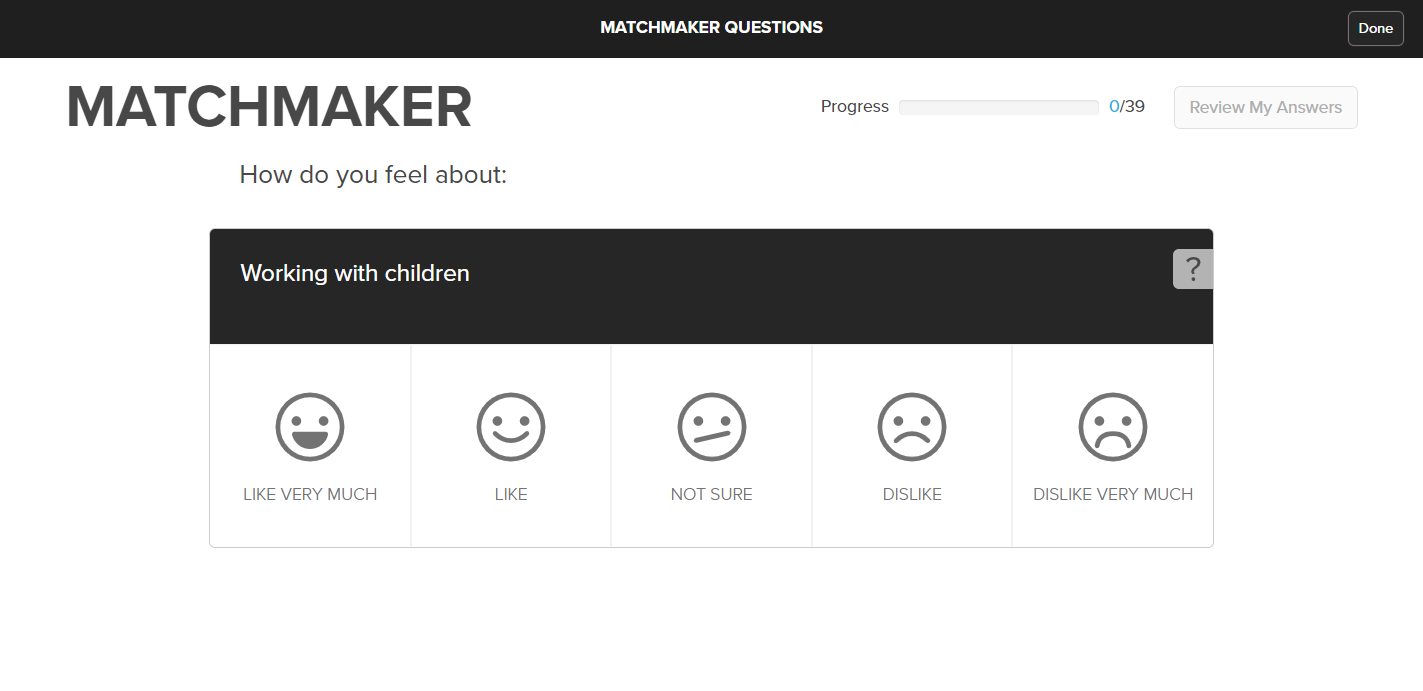 MATCHMAKER QUESTIONS
Done
MATCHMAKER
Progress
0/39
Review My Answers
How do you feel about:
Working with children
?
LIKE VERY MUCH
LIKE
NOT SURE
DISLIKE
DISLIKE VERY MUCH